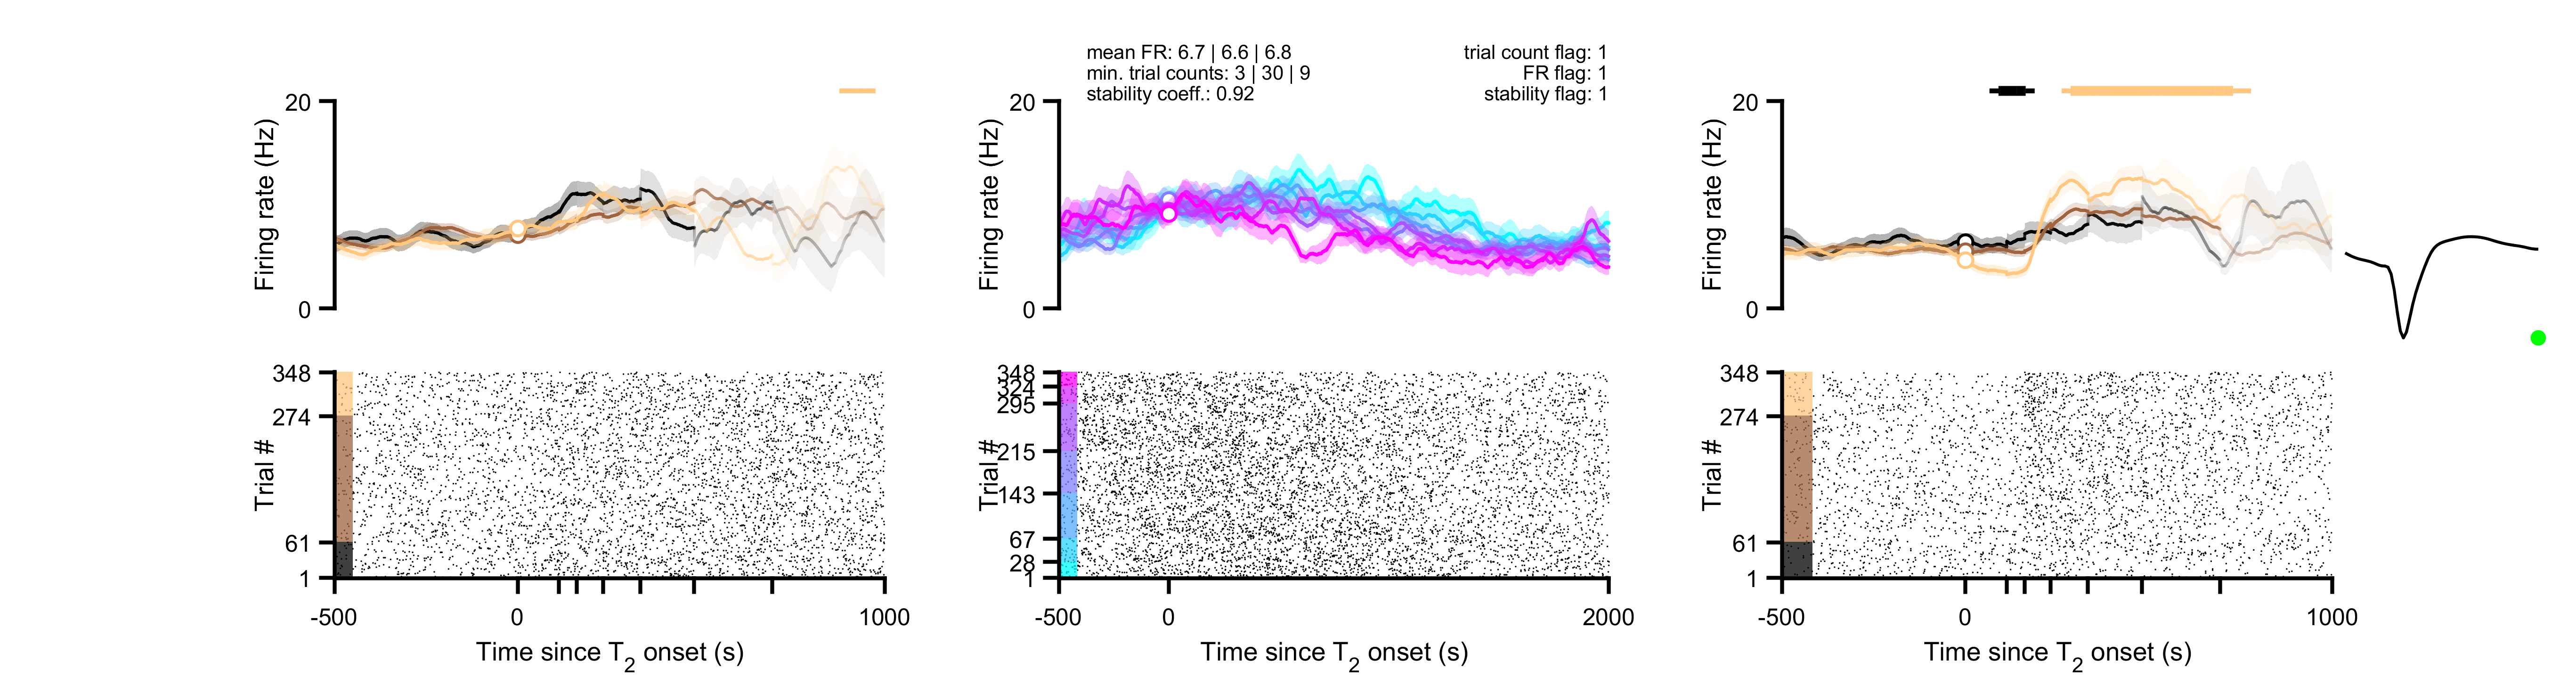 mean FR: 6.7 | 6.6 | 6.8
min. trial counts: 3 | 30 | 9
stability coeff.: 0.92
trial count flag: 1
FR flag: 1
stability flag: 1
20
0
Firing rate (Hz)
20
0
Firing rate (Hz)
20
0
Firing rate (Hz)
348
274
61
1
Trial #
-500
0
1000
Time since T2 onset (s)
348
324
295
215
143
67
28
1
Trial #
-500
0
2000
Time since T2 onset (s)
348
274
61
1
Trial #
-500
0
1000
Time since T2 onset (s)